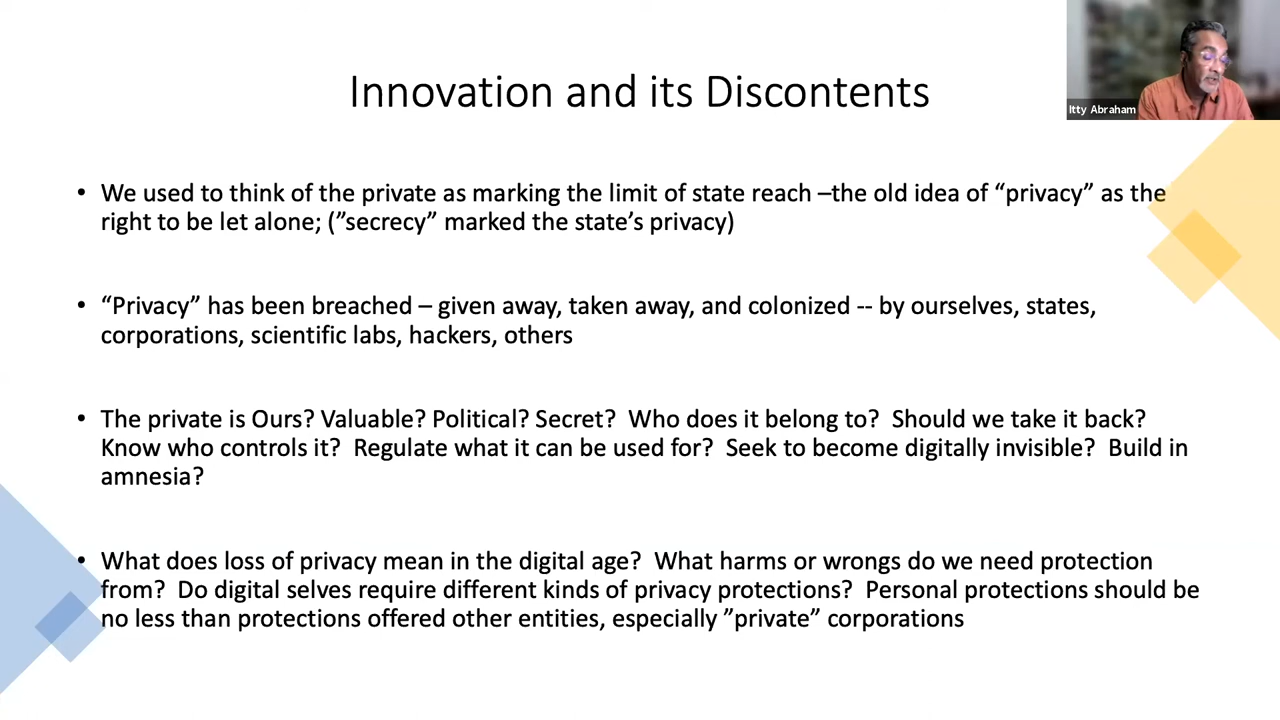 Innovation and its Discontents
Itty Abraham
• We used to think of the private as marking the limit of state reach –the old idea of “privacy” as the
right to be let alone; (”secrecy” marked the state’s privacy)
• “Privacy” has been breached – given away, taken away, and colonized -- by ourselves, states,
corporations, scientific labs, hackers, others
• The private is Ours? Valuable? Political? Secret?  Who does it belong to?  Should we take it back?
Know who controls it?  Regulate what it can be used for?  Seek to become digitally invisible?  Build in
amnesia?
• What does loss of privacy mean in the digital age?  What harms or wrongs do we need protection
from?  Do digital selves require different kinds of privacy protections?  Personal protections should be
no less than protections offered other entities, especially ”private” corporations